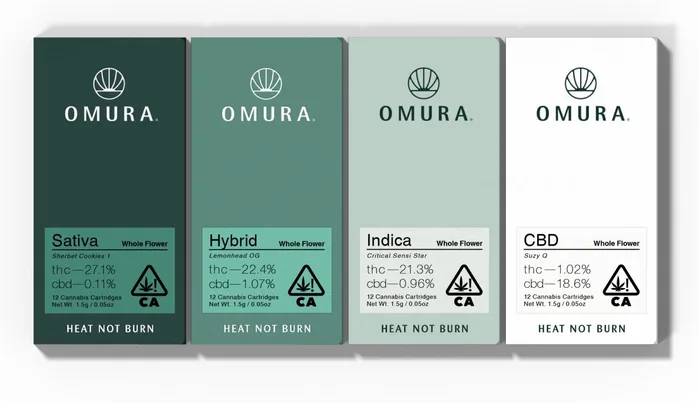 OMURA.
Sativa Whole Flower
Sherbet Cookies 1
thc—27.1%
cbd—0.11%
12 Cannabis Cartridges
Net Wt. 1.5g / 0.05oz
CA
HEAT NOT BURN
OMURA.
Hybrid Whole Flower
Lemonhead OG
thc—22.4%
cbd—1.07%
12 Cannabis Cartridges
Net Wt. 1.5g / 0.05oz
CA
HEAT NOT BURN
OMURA.
Indica Whole Flower
Critical Sensi Star
thc—21.3%
cbd—0.96%
12 Cannabis Cartridges
Net Wt. 1.5g / 0.05oz
CA
HEAT NOT BURN
OMURA.
CBD Whole Flower
Suzy Q
thc—1.02%
cbd—18.6%
12 Cannabis Cartridges
Net Wt. 1.5g / 0.05oz
CA
HEAT NOT BURN